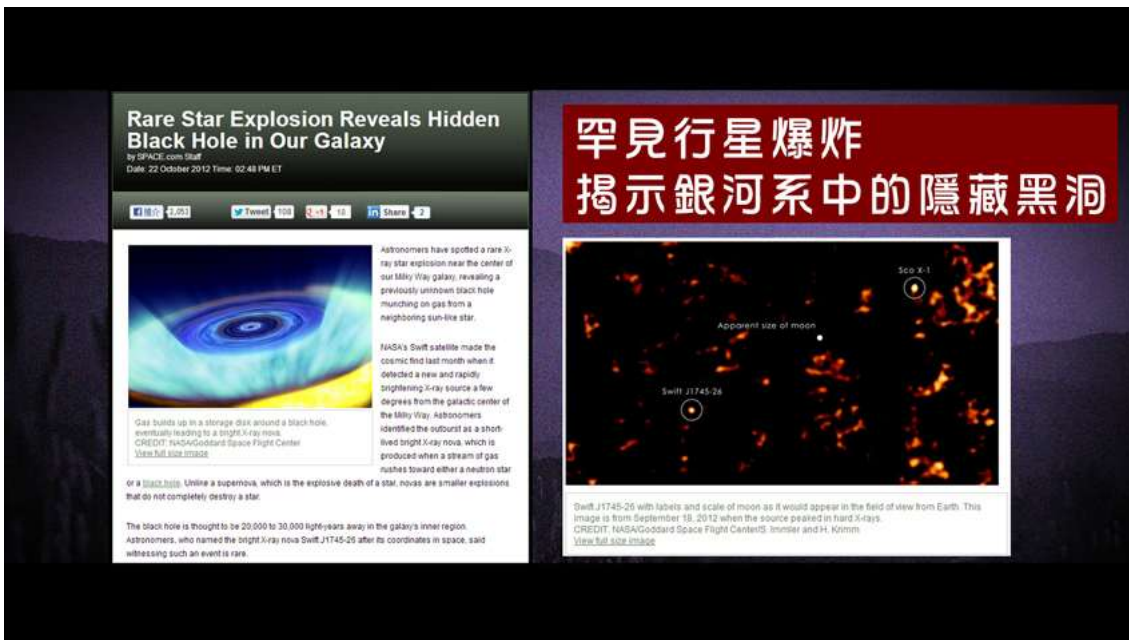 Rare Star Explosion Reveals Hidden
Black Hole in Our Galaxy
by SPACE.com Staff
Date: 22 October 2012 Time: 02:48 PM ET
推介 2,053 Tweet 108 +1 18 in Share 2
Astronomers have spotted a rare X-
ray star explosion near the center of
our Milky Way galaxy, revealing a
previously unknown black hole
munching on gas from a
neighboring sun-like star.
NASA's Swift satellite made the
cosmic find last month when it
detected a new and rapidly
brightening X-ray source a few
degrees from the galactic center of
the Milky Way. Astronomers
identified the outburst as a short-
lived bright X-ray nova, which is
produced when a stream of gas
rushes toward either a neutron star
or a black hole. Unline a supernova, which is the explosive death of a star, novas are smaller explosions
that do not completely destroy a star.
The black hole is thought to be 20,000 to 30,000 light-years away in the galaxy's inner region.
Astronomers, who named the bright X-ray nova Swift J1745-26 after its coordinates in space, said
witnessing such an event is rare.
Gas builds up in a storage disk around a black hole,
eventually leading to a bright X-ray nova.
CREDIT: NASA/Goddard Space Flight Center
View full size image
罕見行星爆炸
揭示銀河系中的隱藏黑洞
Sco X-1
Apparent size of moon
Swift J1745-26
Swift J1745-26 with labels and scale of moon as it would appear in the field of view from Earth. This
image is from September 18, 2012 when the source peaked in hard X-rays.
CREDIT: NASA/Goddard Space Flight Center/S. Immler and H. Krimm
View full size image